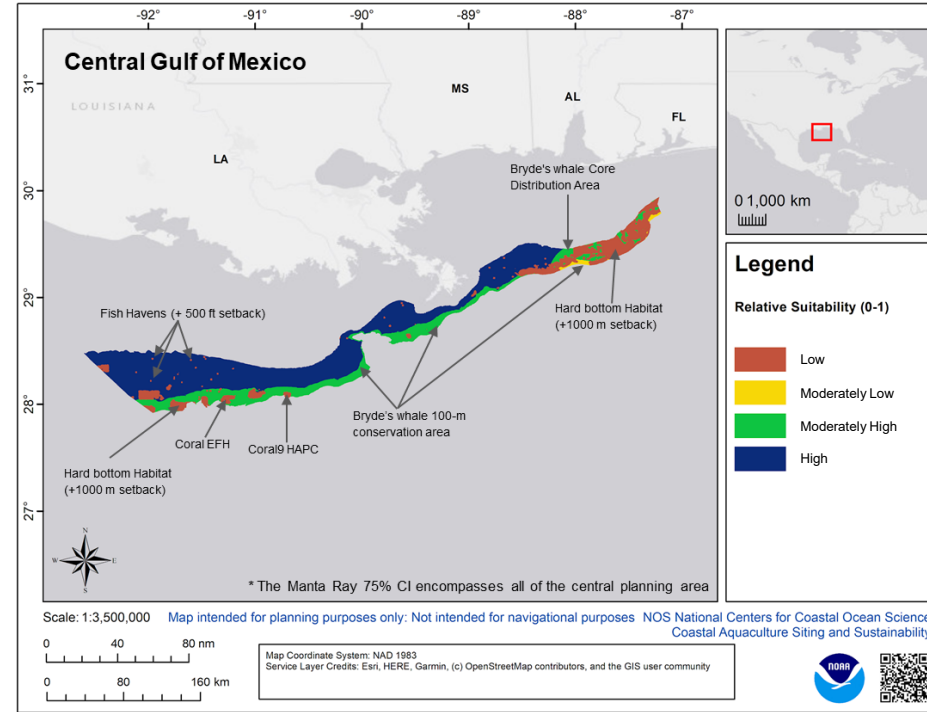 -92° -91° -90° -89° -88° -87°
Central Gulf of Mexico
31°
30°
29°
28°
27°
LOUISIANA
MS
AL
FL
LA
Bryde's whale Core
Distribution Area
Fish Havens (+ 500 ft setback)
Hard bottom Habitat
(+1000 m setback)
Bryde's whale 100-m
conservation area
Coral EFH
Coral9 HAPC
Hard bottom Habitat
(+1000 m setback)
N
W E
S
* The Manta Ray 75% CI encompasses all of the central planning area
0 1,000 km
Legend
Relative Suitability (0-1)
Low
Moderately Low
Moderately High
High
Scale: 1:3,500,000 Map intended for planning purposes only: Not intended for navigational purposes NOS National Centers for Coastal Ocean Science
Coastal Aquaculture Siting and Sustainability
0 40 80 nm
0 80 160 km
Map Coordinate System: NAD 1983
Service Layer Credits: Esri, HERE, Garmin, (c) OpenStreetMap contributors, and the GIS user community
NOAA